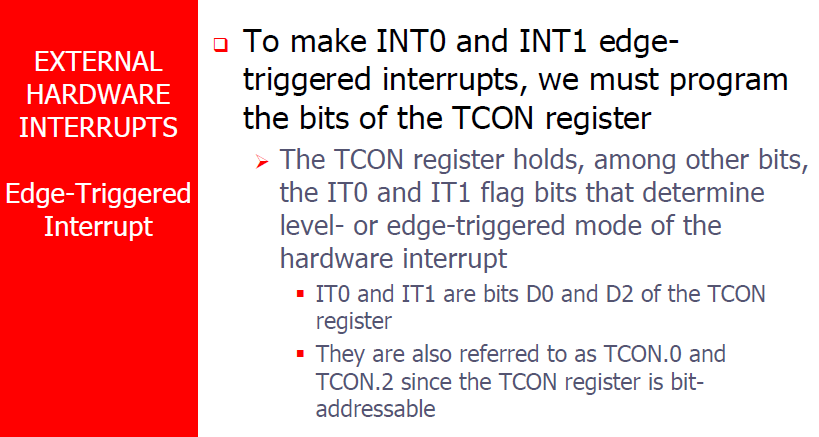 EXTERNAL
HARDWARE
INTERRUPTS
Edge-Triggered
Interrupt
To make INT0 and INT1 edge-
triggered interrupts, we must program
the bits of the TCON register
The TCON register holds, among other bits,
the IT0 and IT1 flag bits that determine
level- or edge-triggered mode of the
hardware interrupt
IT0 and IT1 are bits D0 and D2 of the TCON
register
They are also referred to as TCON.0 and
TCON.2 since the TCON register is bit-
addressable